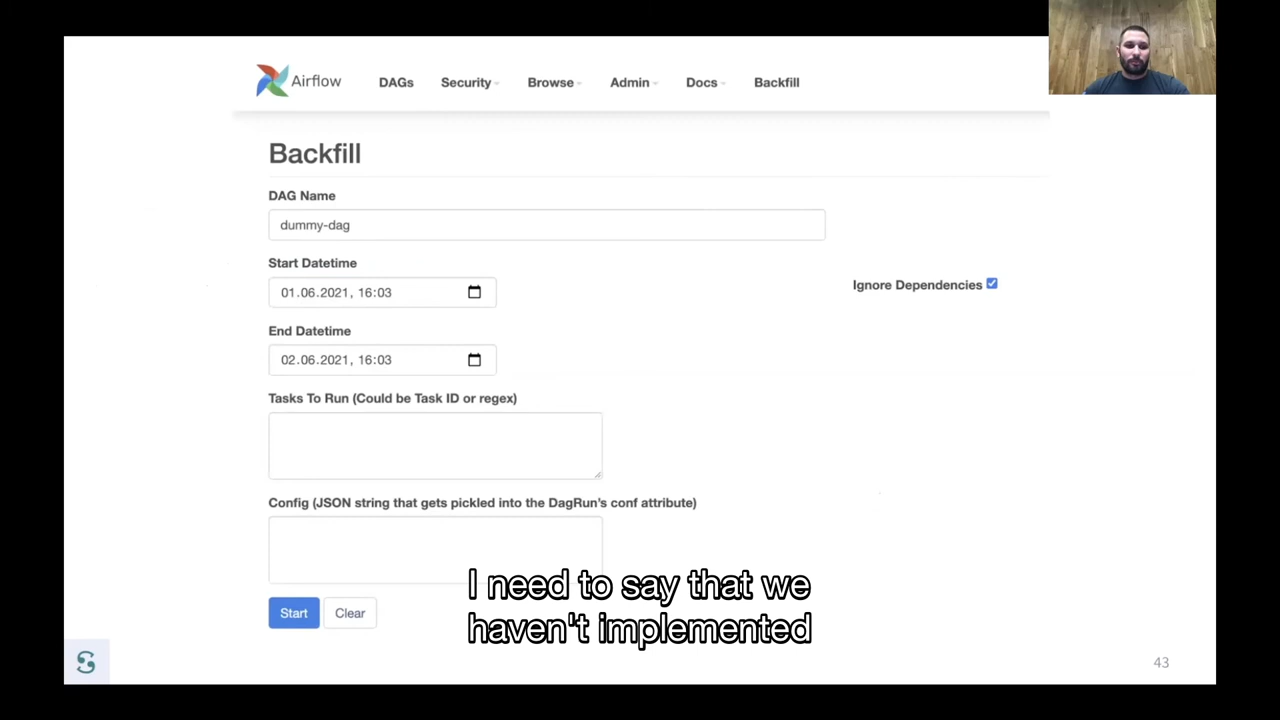 Airflow DAGs Security Browse Admin Docs Backfill
Backfill
DAG Name
dummy-dag
Start Datetime
01.06.2021, 16:03
Ignore Dependencies
End Datetime
02.06.2021, 16:03
Tasks To Run (Could be Task ID or regex)
Config (JSON string that gets pickled into the DagRun's conf attribute)
I need to say that we
haven't implemented
Start Clear
43